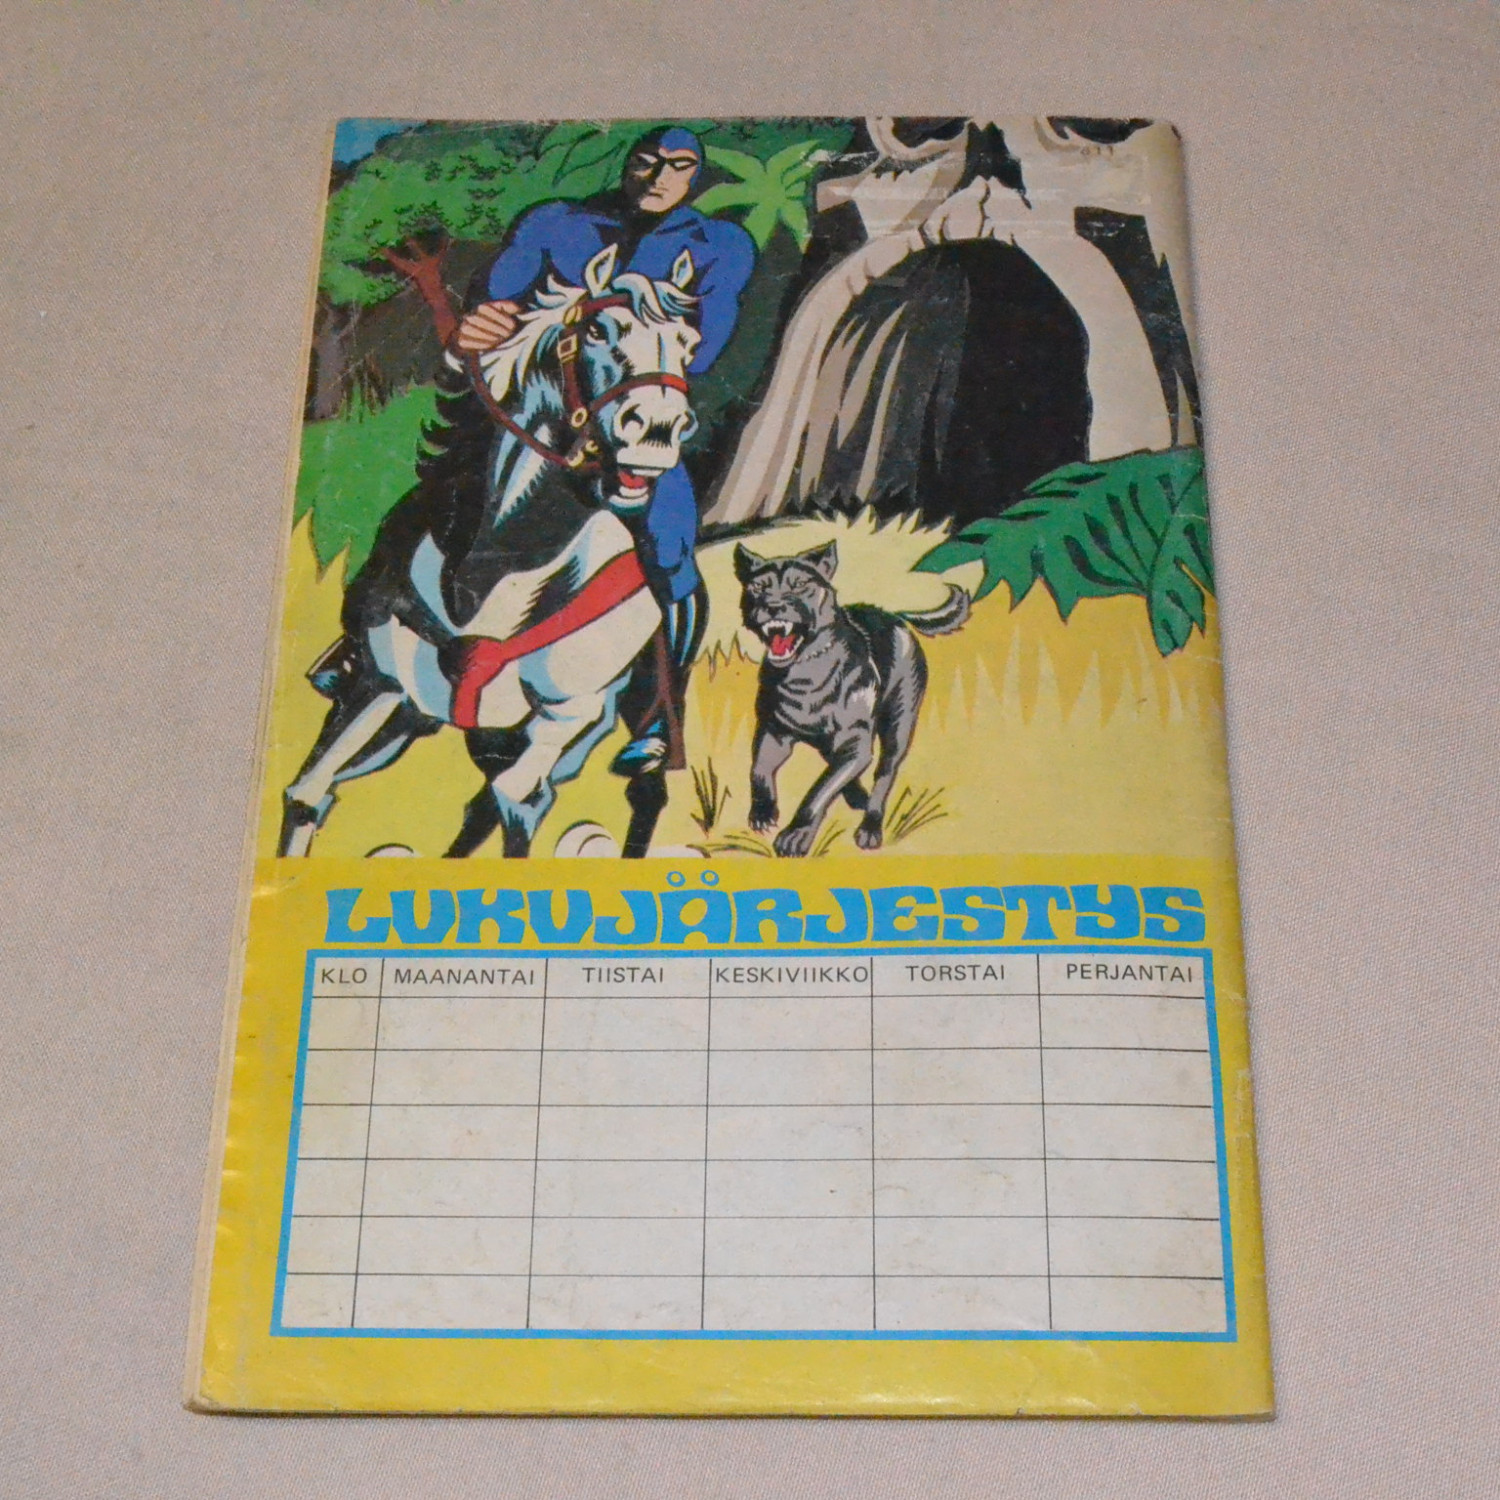 LUKUJÄRJESTYS
KLO MAANANTAI TIISTAI KESKIVIIKKO TORSTAI PERJANTAI